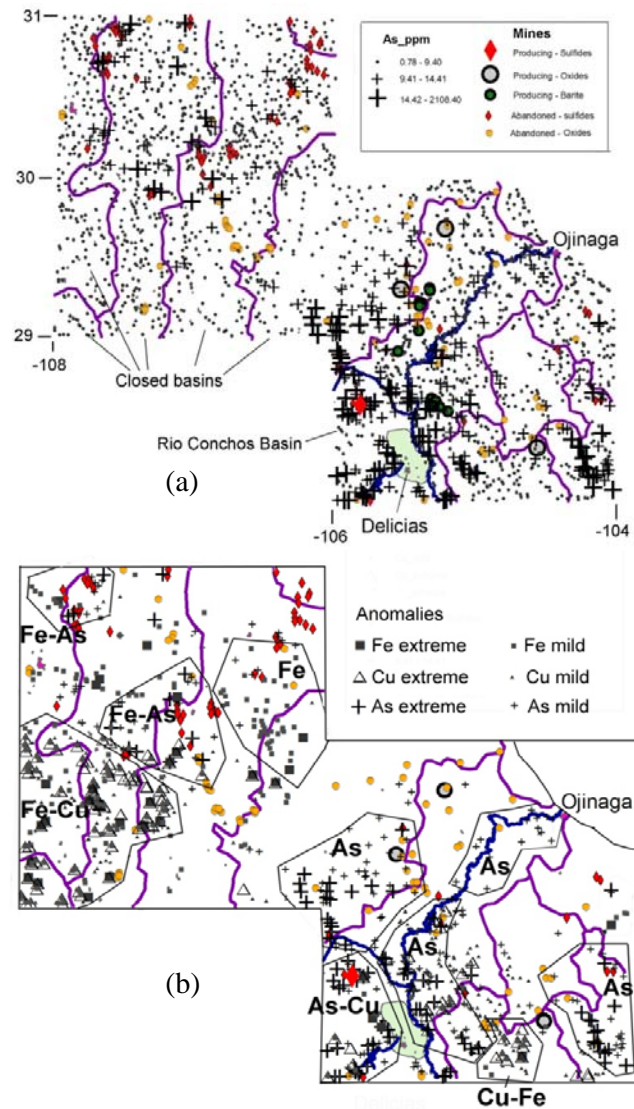 31
30
29
-108
As_ppm
0.78 - 9.40
9.41 - 14.41
14.42 - 2108.40
Mines
Producing - Sulfides
Producing - Oxides
Producing - Barite
Abandoned - sulfides
Abandoned - Oxides
Ojinaga
Closed basins
Rio Conchos Basin
(a)
Delicias
-106
-104
Anomalies
Fe extreme
Fe mild
Cu extreme
Cu mild
As extreme
As mild
Fe-As
Fe
Fe-As
Fe-Cu
Ojinaga
As
As
As
As
As-Cu
(b)
Cu-Fe